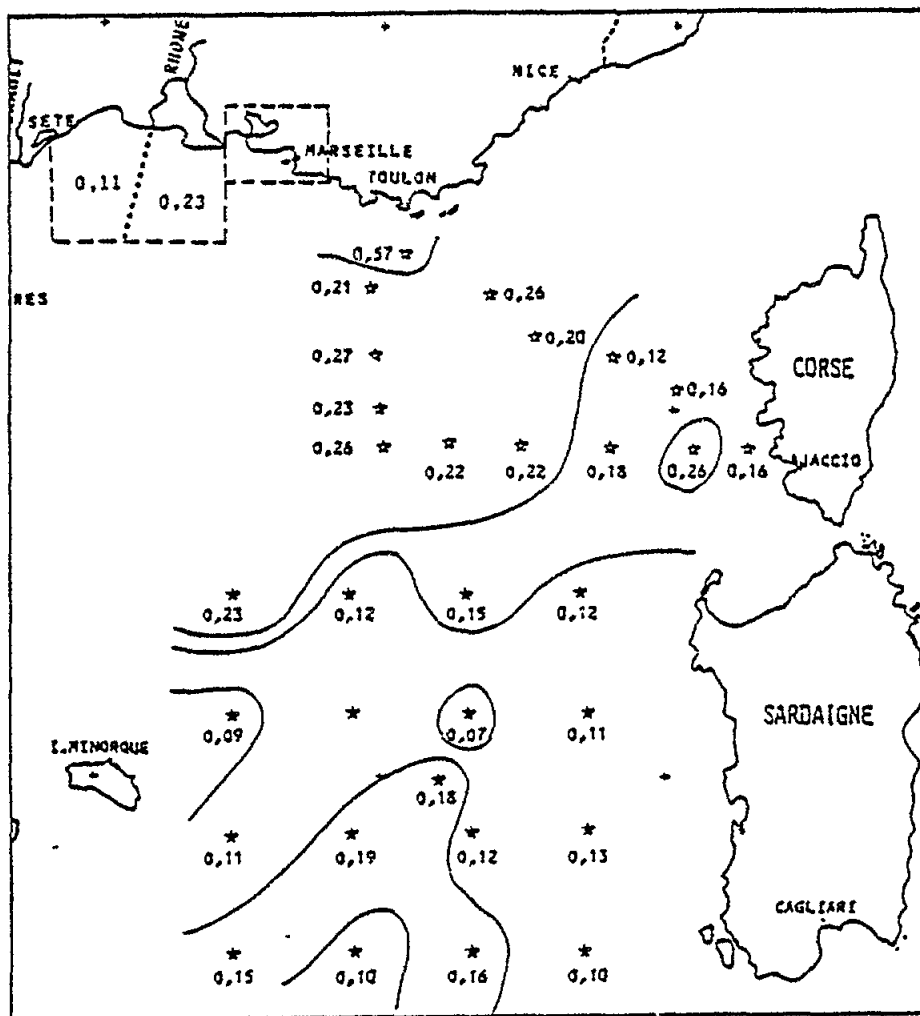 RHONE
NICE
SETE
MARSEILLE
TOULON
0,11
0,23
0,57
RES
0,21
0,26
0,20
0,27
0,12
CORSE
0,16
0,23
0,26
0,22
0,22
0,18
0,26
0,16
AJACCIO
0,23
0,12
0,15
0,12
0,09
0,07
0,11
SARDAIGNE
I.MINORQUE
0,18
0,11
0,19
0,12
0,13
CAGLIARI
0,15
0,10
0,16
0,10